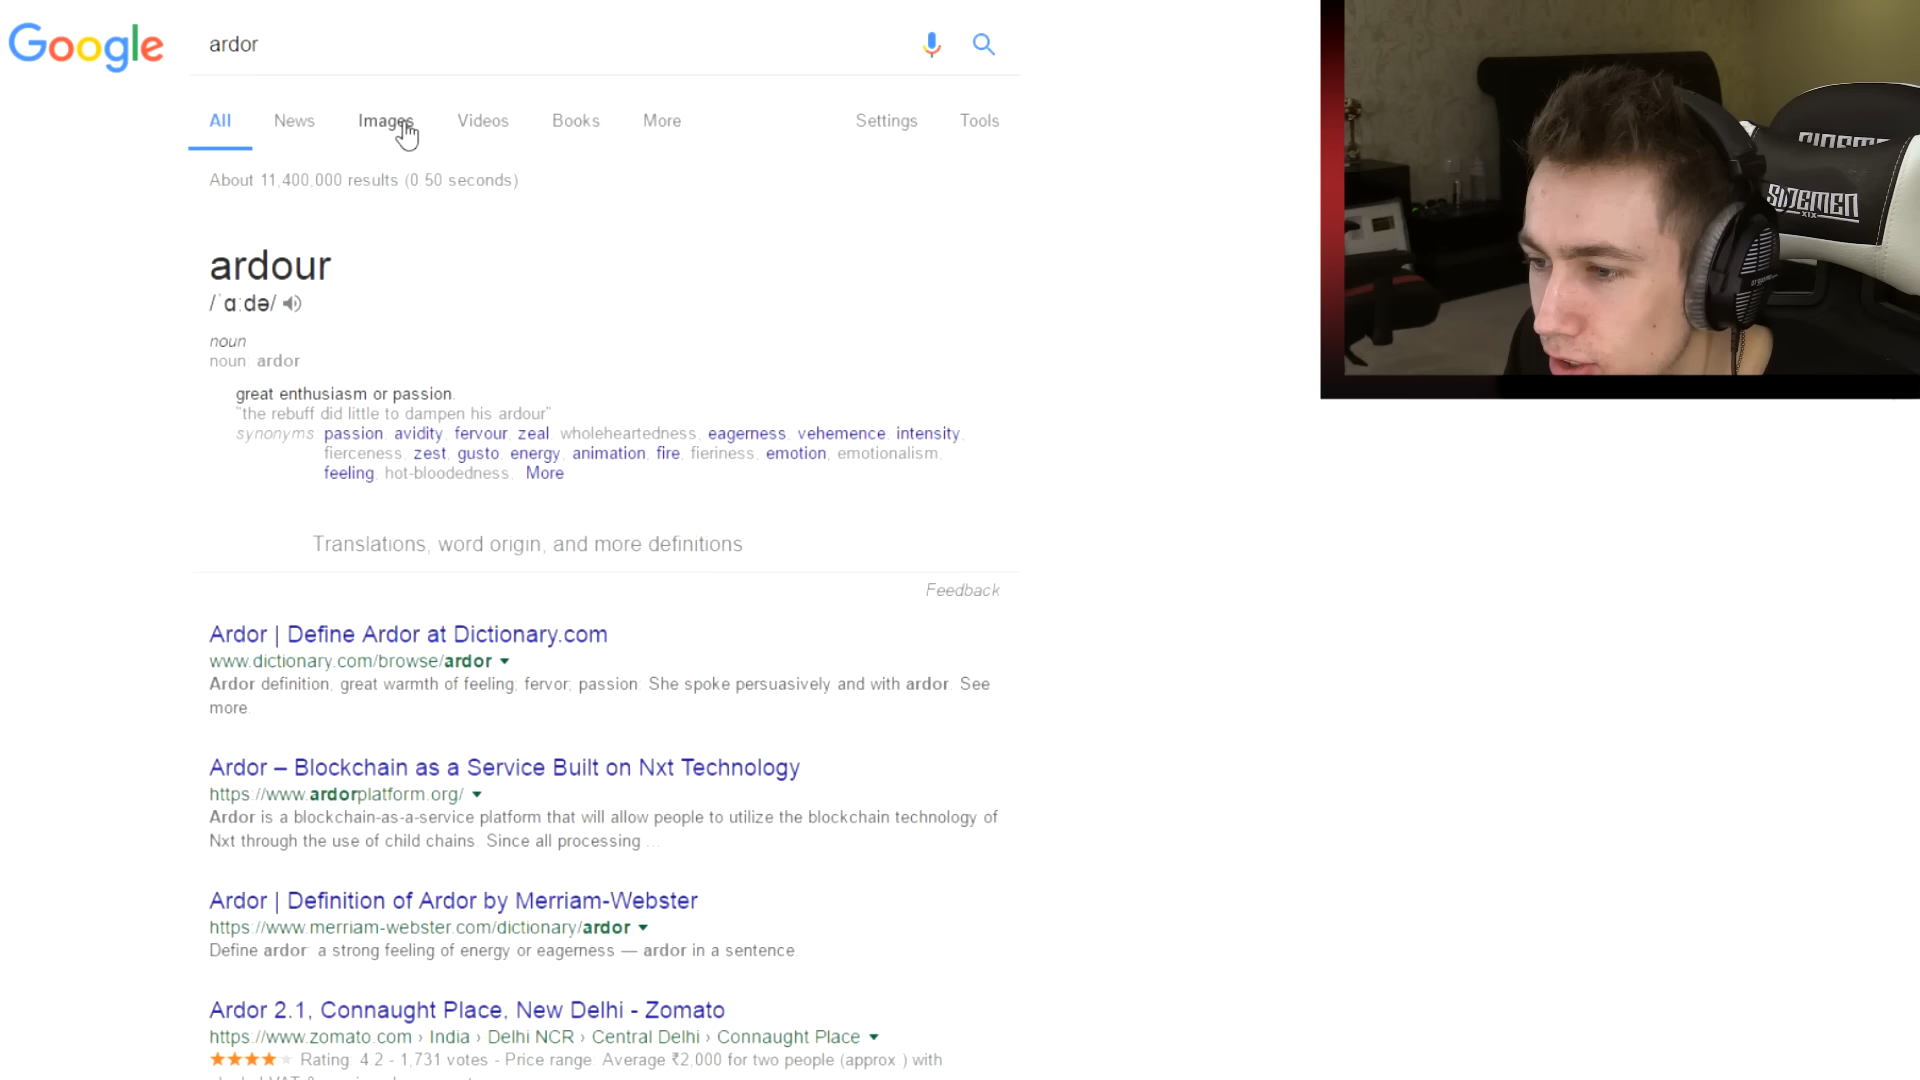 Google
ardor
All News Images Videos Books More Settings Tools
About 11,400,000 results (0 50 seconds)
ardour
/ˈɑːdə/
noun
noun ardor
great enthusiasm or passion.
"the rebuff did little to dampen his ardour"
synonyms passion, avidity, fervour, zeal, wholeheartedness, eagerness, vehemence, intensity,
fierceness, zest, gusto, energy, animation, fire, fieriness, emotion, emotionalism,
feeling, hot-bloodedness, More
Translations, word origin, and more definitions
Feedback
Ardor | Define Ardor at Dictionary.com
www.dictionary.com/browse/ardor
Ardor definition, great warmth of feeling; fervor; passion: She spoke persuasively and with ardor. See
more.
Ardor – Blockchain as a Service Built on Nxt Technology
https://www.ardorplatform.org/
Ardor is a blockchain-as-a-service platform that will allow people to utilize the blockchain technology of
Nxt through the use of child chains. Since all processing ...
Ardor | Definition of Ardor by Merriam-Webster
https://www.merriam-webster.com/dictionary/ardor
Define ardor: a strong feeling of energy or eagerness — ardor in a sentence
Ardor 2.1, Connaught Place, New Delhi - Zomato
https://www.zomato.com › India › Delhi NCR › Central Delhi › Connaught Place
Rating 4.2 - 1,731 votes - Price range: Average ₹2,000 for two people (approx.) with
SIDEMEN
XIX